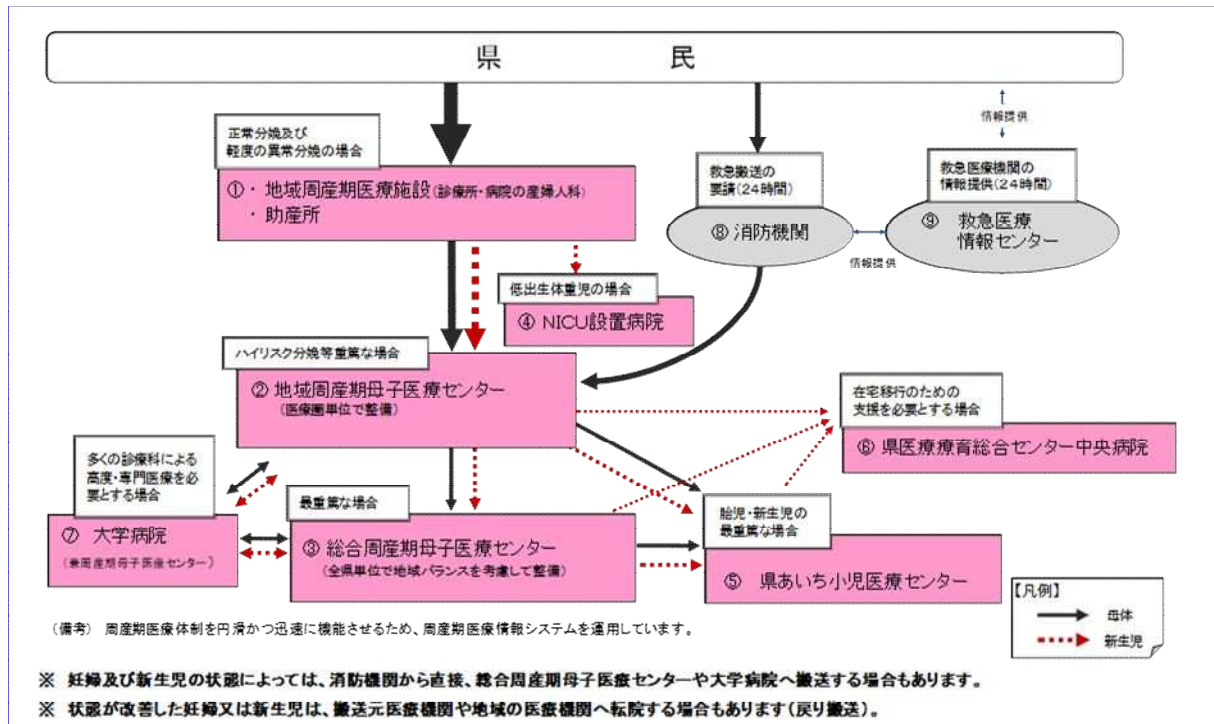 県 民
情報提供
正常分娩及び
軽度の異常分娩の場合
①・地域周産期医療施設(診療所・病院の産婦人科)
・助産所
救急搬送の
要請(24時間)
⑧ 消防機関
救急医療機関の
情報提供(24時間)
⑨ 救急医療
情報センター
情報提供
低出生体重児の場合
④ NICU設置病院
ハイリスク分娩等重篤な場合
② 地域周産期母子医療センター
(医療圏単位で整備)
在宅移行のための
支援を必要とする場合
⑥ 県医療療育総合センター中央病院
多くの診療科による
高度・専門医療を必
要とする場合
⑦ 大学病院
(兼周産期母子医療センター)
最重篤な場合
③ 総合周産期母子医療センター
(全県単位で地域バランスを考慮して整備)
胎児・新生児の
最重篤な場合
⑤ 県あいち小児医療センター
【凡例】
母体
新生児
(備考) 周産期医療体制を円滑かつ迅速に機能させるため、周産期医療情報システムを運用しています。
※ 妊婦及び新生児の状態によっては、消防機関から直接、総合周産期母子医療センターや大学病院へ搬送する場合もあります。
※ 状態が改善した妊婦又は新生児は、搬送元医療機関や地域の医療機関へ転院する場合もあります(戻り搬送)。